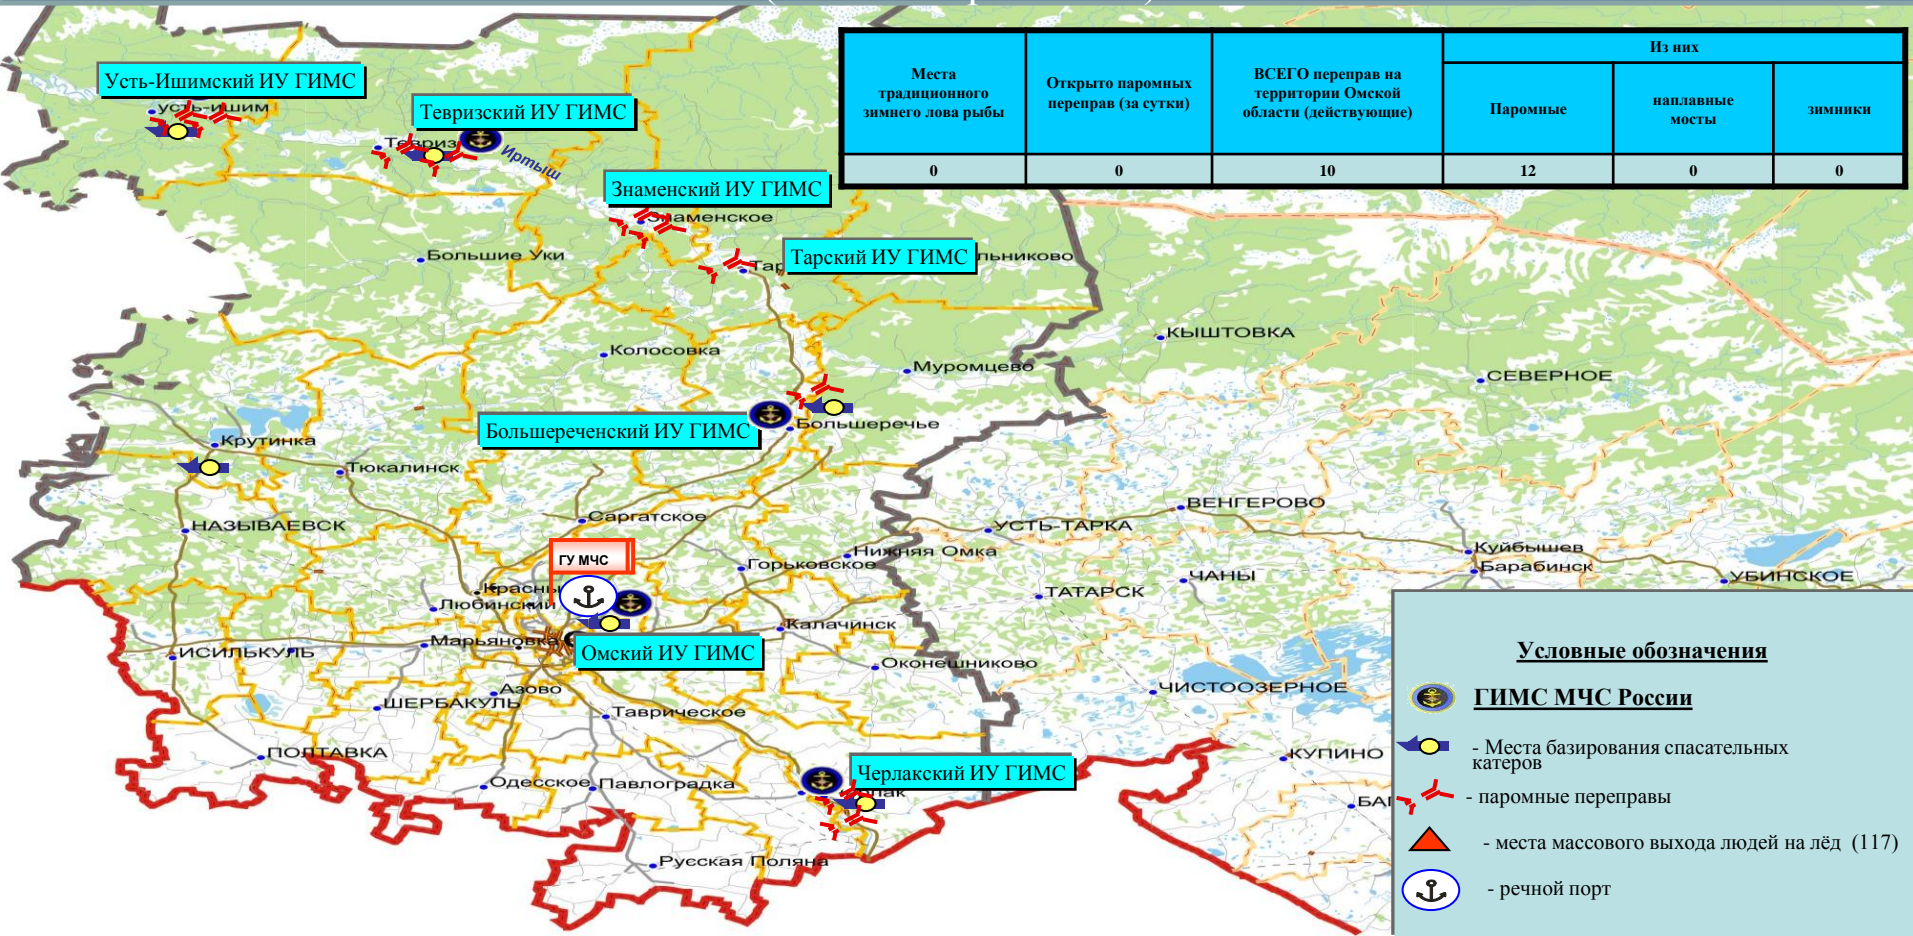 Из них
Места
традиционного
зимнего лова рыбы
Открыто паромных
переправ (за сутки)
ВСЕГО переправ на
территории Омской
области (действующие)
Паромные
наплавные
мосты
зимники
0
0
10
12
0
0
Усть-Ишимский ИУ ГИМС
усть-ишим
Тевризский ИУ ГИМС
Тевриз
Иртыш
Знаменский ИУ ГИМС
Знаменское
Большие Уки
Тарский ИУ ГИМС
льниково
КЫШТОВКА
Колосовка
Муромцево
СЕВЕРНОЕ
Большереченский ИУ ГИМС
Большеречье
Крутинка
Тюкалинск
ВЕНГЕРОВО
НАЗЫВАЕВСК
Саргатское
УСТЬ-ТАРКА
Нижняя Омка
Куйбышев
ГУ МЧС
Горьковское
Барабинск
ЧАНЫ
УБИНСКОЕ
Красны
ТАТАРСК
Любинский
Калачинск
Марьяновка
ИСИЛЬКУЛЬ
Омский ИУ ГИМС
Оконешниково
Азово
ЧИСТООЗЕРНОЕ
ШЕРБАКУЛЬ
Таврическое
ПОЛТАВКА
КУПИНО
Черлакский ИУ ГИМС
лак
Одесское
Павлоградка
БАГ
Русская Поляна
Условные обозначения
ГИМС МЧС России
- Места базирования спасательных
катеров
- паромные переправы
- места массового выхода людей на лёд (117)
- речной порт